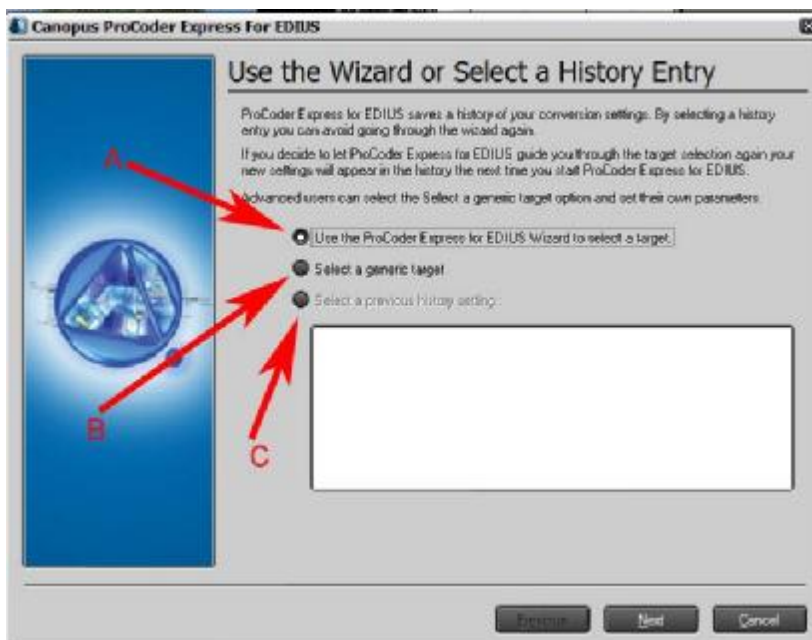 Canopus ProCoder Express For EDIUS
Use the Wizard or Select a History Entry
ProCoder Express for EDIUS saves a history of your conversion settings. By selecting a history
entry you can avoid going through the wizard again.
If you decide to let ProCoder Express for EDIUS guide you through the target selection again your
new settings will appear in the history the next time you start ProCoder Express for EDIUS.
Advanced users can select the Select a generic target option and set their own parameters.
A
Use the ProCoder Express for EDIUS Wizard to select a target.
Select a generic target
Select a previous history setting
B
C
Previous Next Cancel